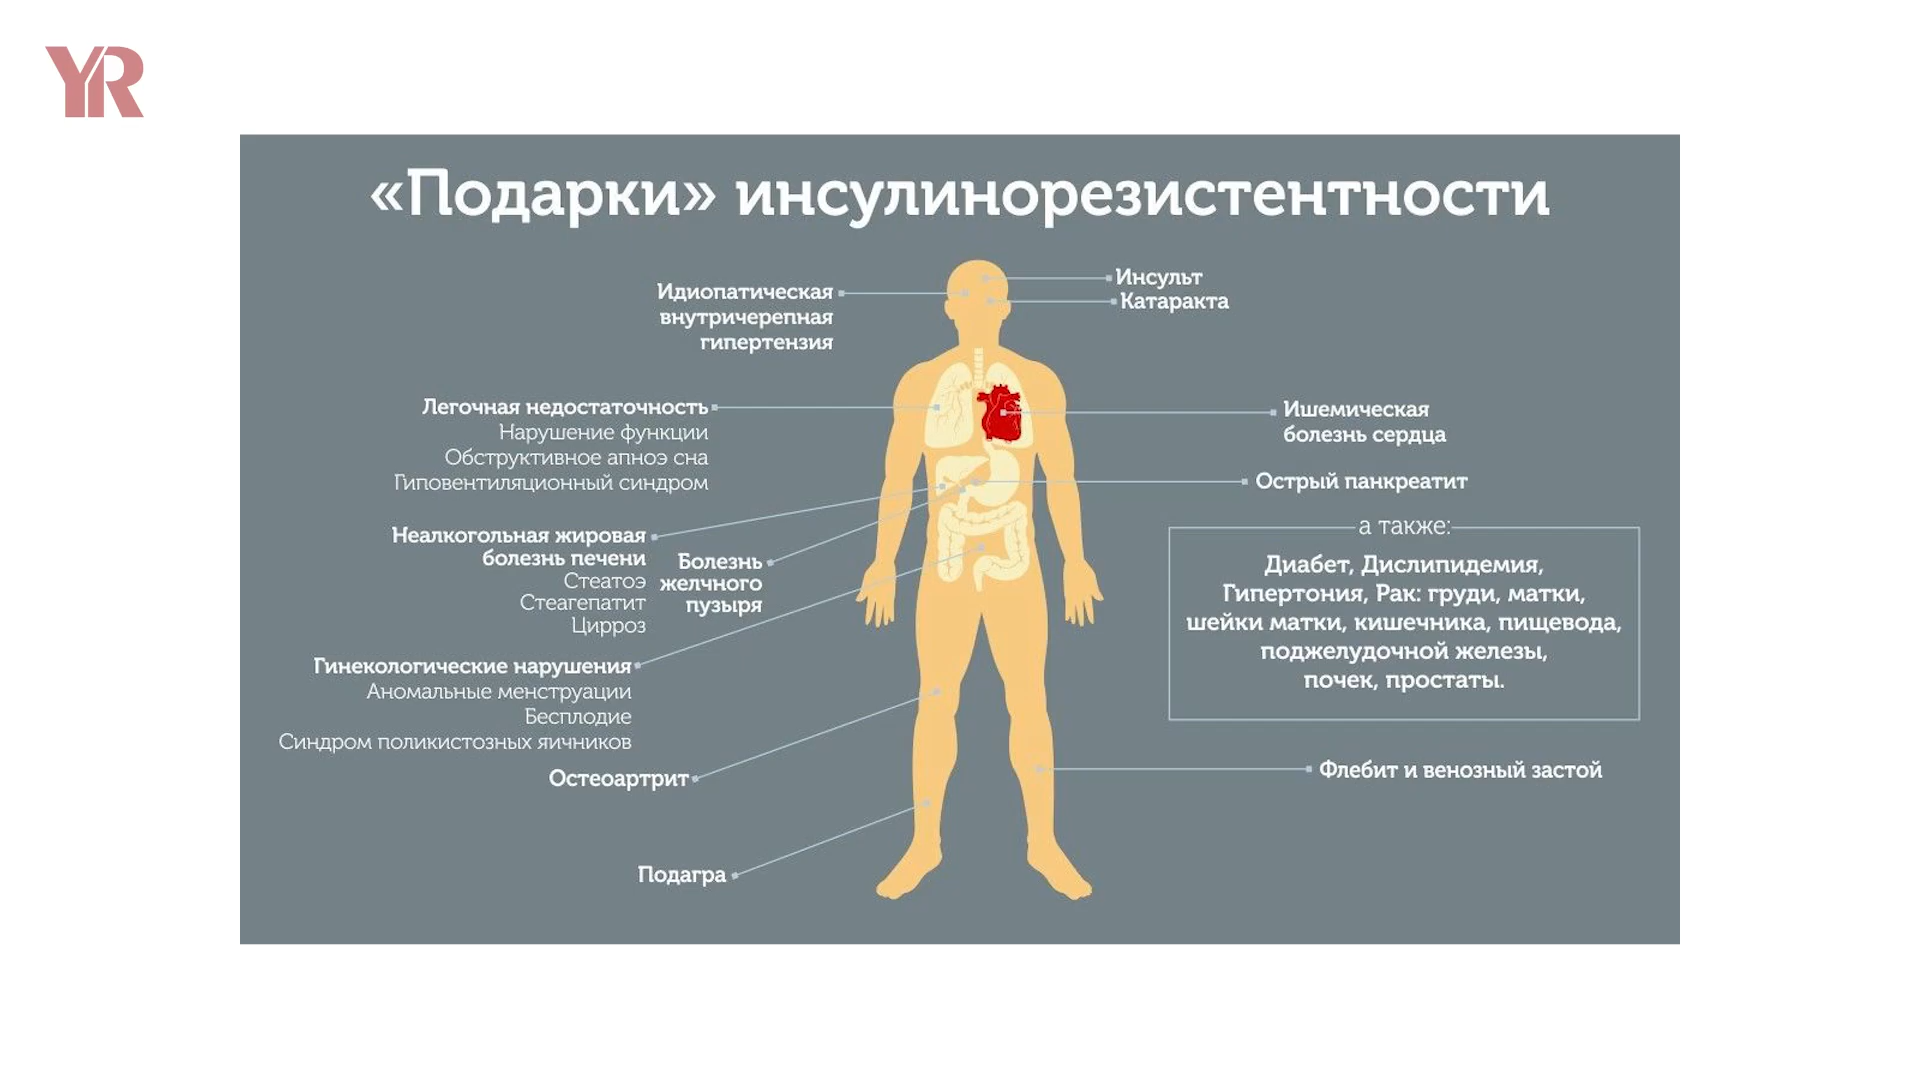 YR
«Подарки» инсулинорезистентности
Идиопатическая
внутричерепная
гипертензия
Инсульт
Катаракта
Легочная недостаточность
Нарушение функции
Обструктивное апноэ сна
Гиповентиляционный синдром
Ишемическая
болезнь сердца
Острый панкреатит
Неалкогольная жировая
болезнь печени
Стеатоэ
Стеагепатит
Цирроз
Болезнь
желчного
пузыря
а также:
Диабет, Дислипидемия,
Гипертония, Рак: груди, матки,
шейки матки, кишечника, пищевода,
поджелудочной железы,
почек, простаты.
Гинекологические нарушения
Аномальные менструации
Бесплодие
Синдром поликистозных яичников
Остеоартрит
Флебит и венозный застой
Подагра